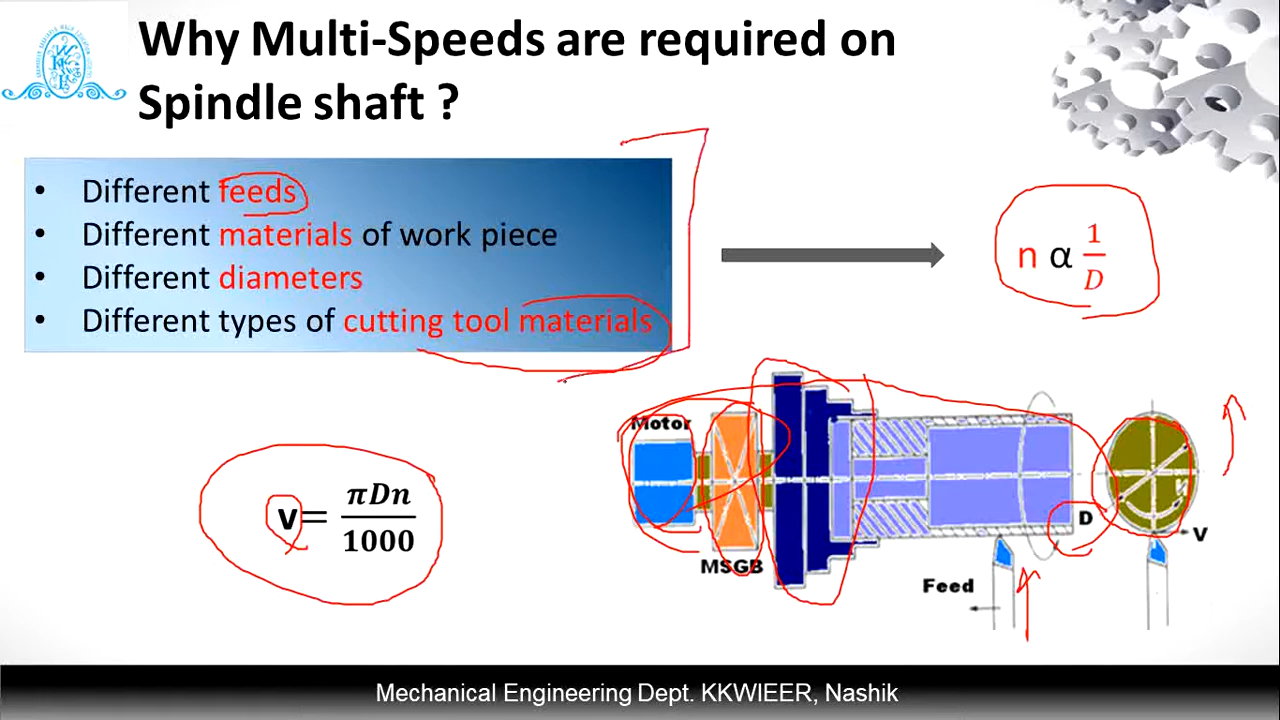 Why Multi-Speeds are required on
Spindle shaft ?
• Different feeds
• Different materials of work piece
• Different diameters
• Different types of cutting tool materials
n α 1/D
v= πDn/1000
Motor
MSGB
Feed
D
N
V
Mechanical Engineering Dept. KKWIEER, Nashik